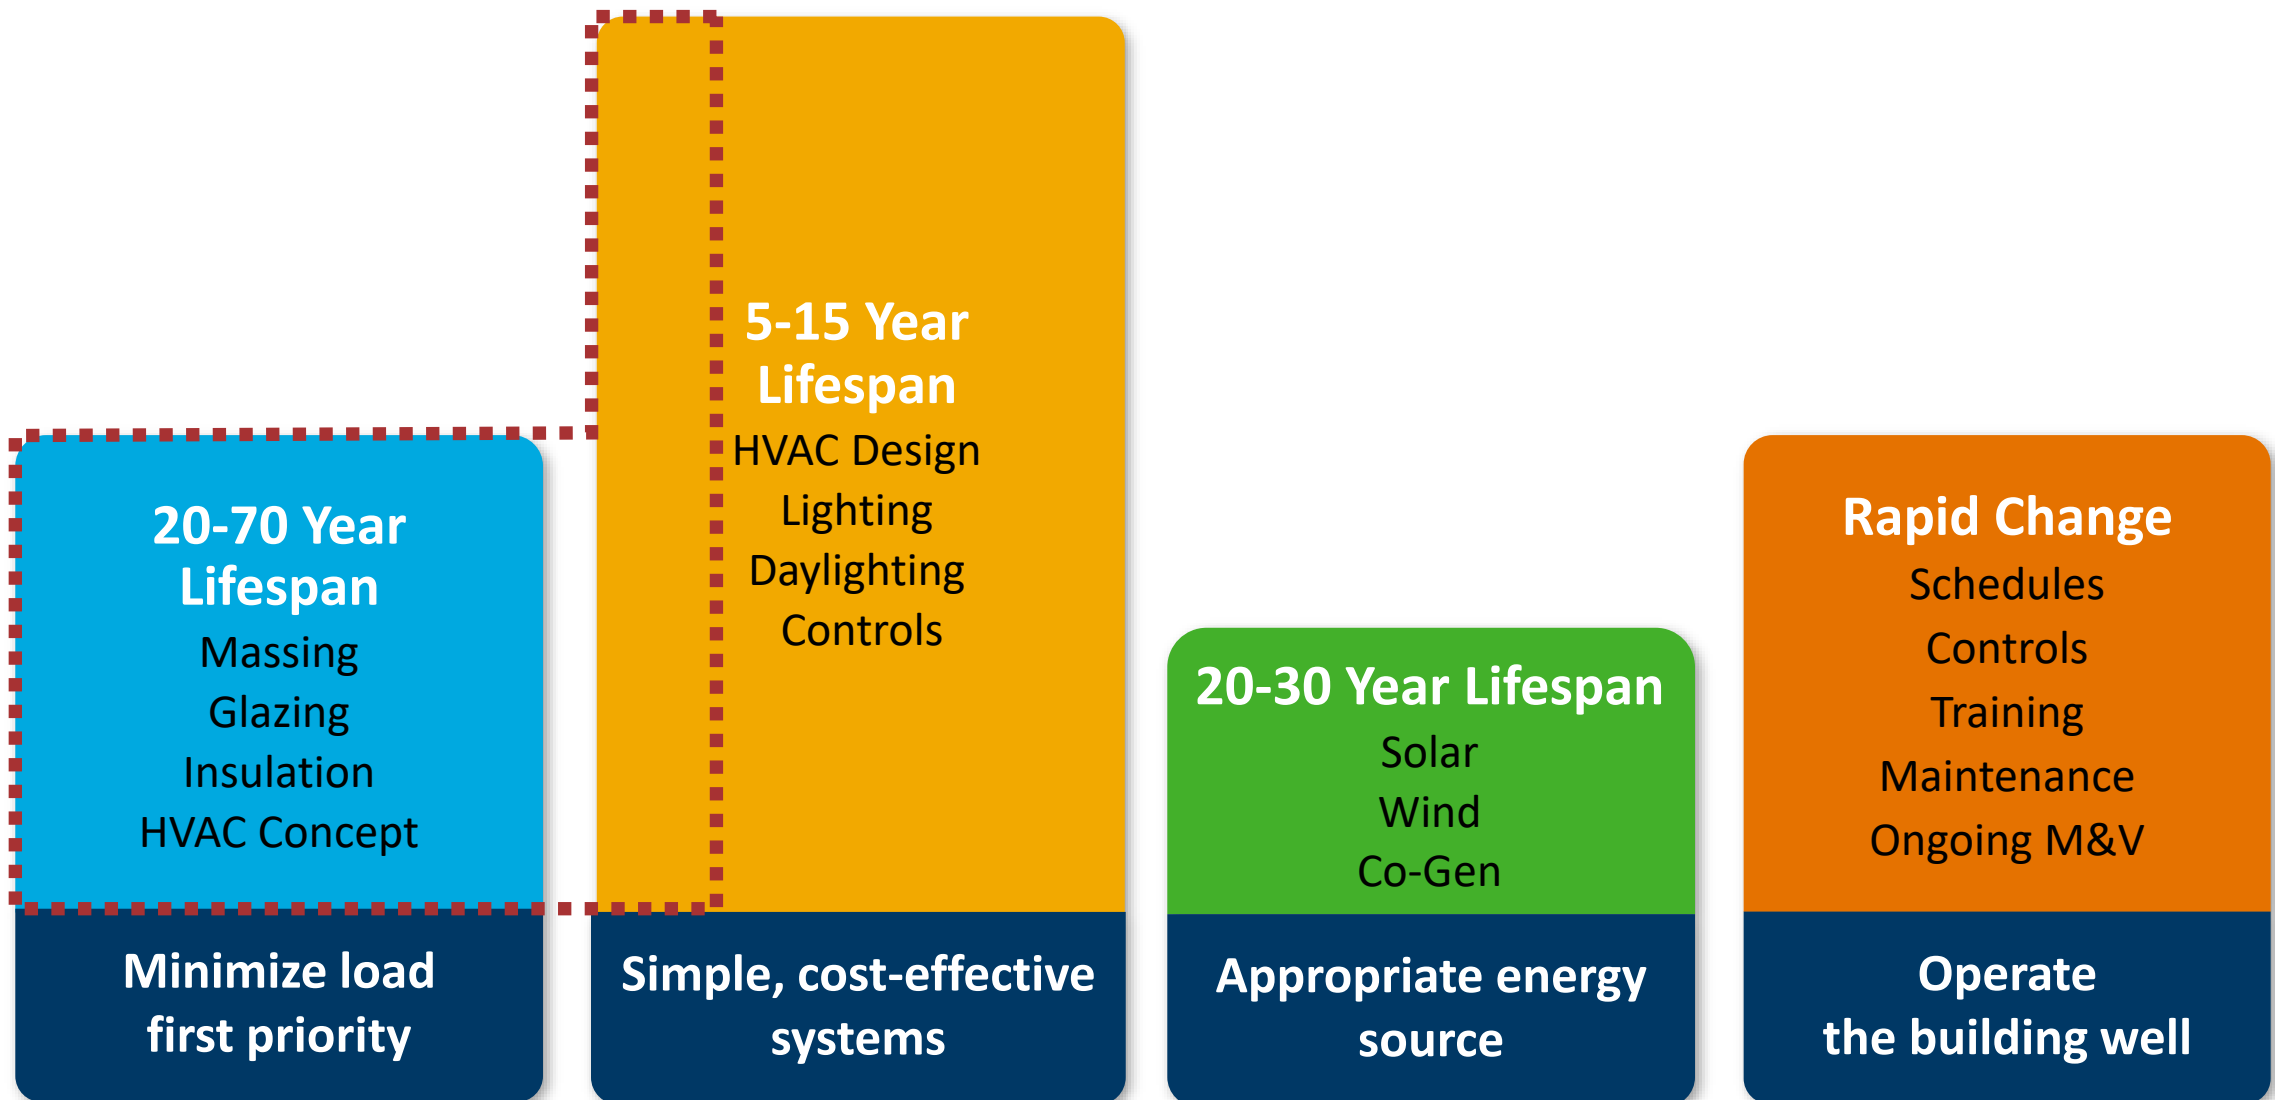 20-70 Year
Lifespan
Massing
Glazing
Insulation
HVAC Concept
Minimize load
first priority
5-15 Year
Lifespan
HVAC Design
Lighting
Daylighting
Controls
Simple, cost-effective
systems
20-30 Year Lifespan
Solar
Wind
Co-Gen
Appropriate energy
source
Rapid Change
Schedules
Controls
Training
Maintenance
Ongoing M&V
Operate
the building well